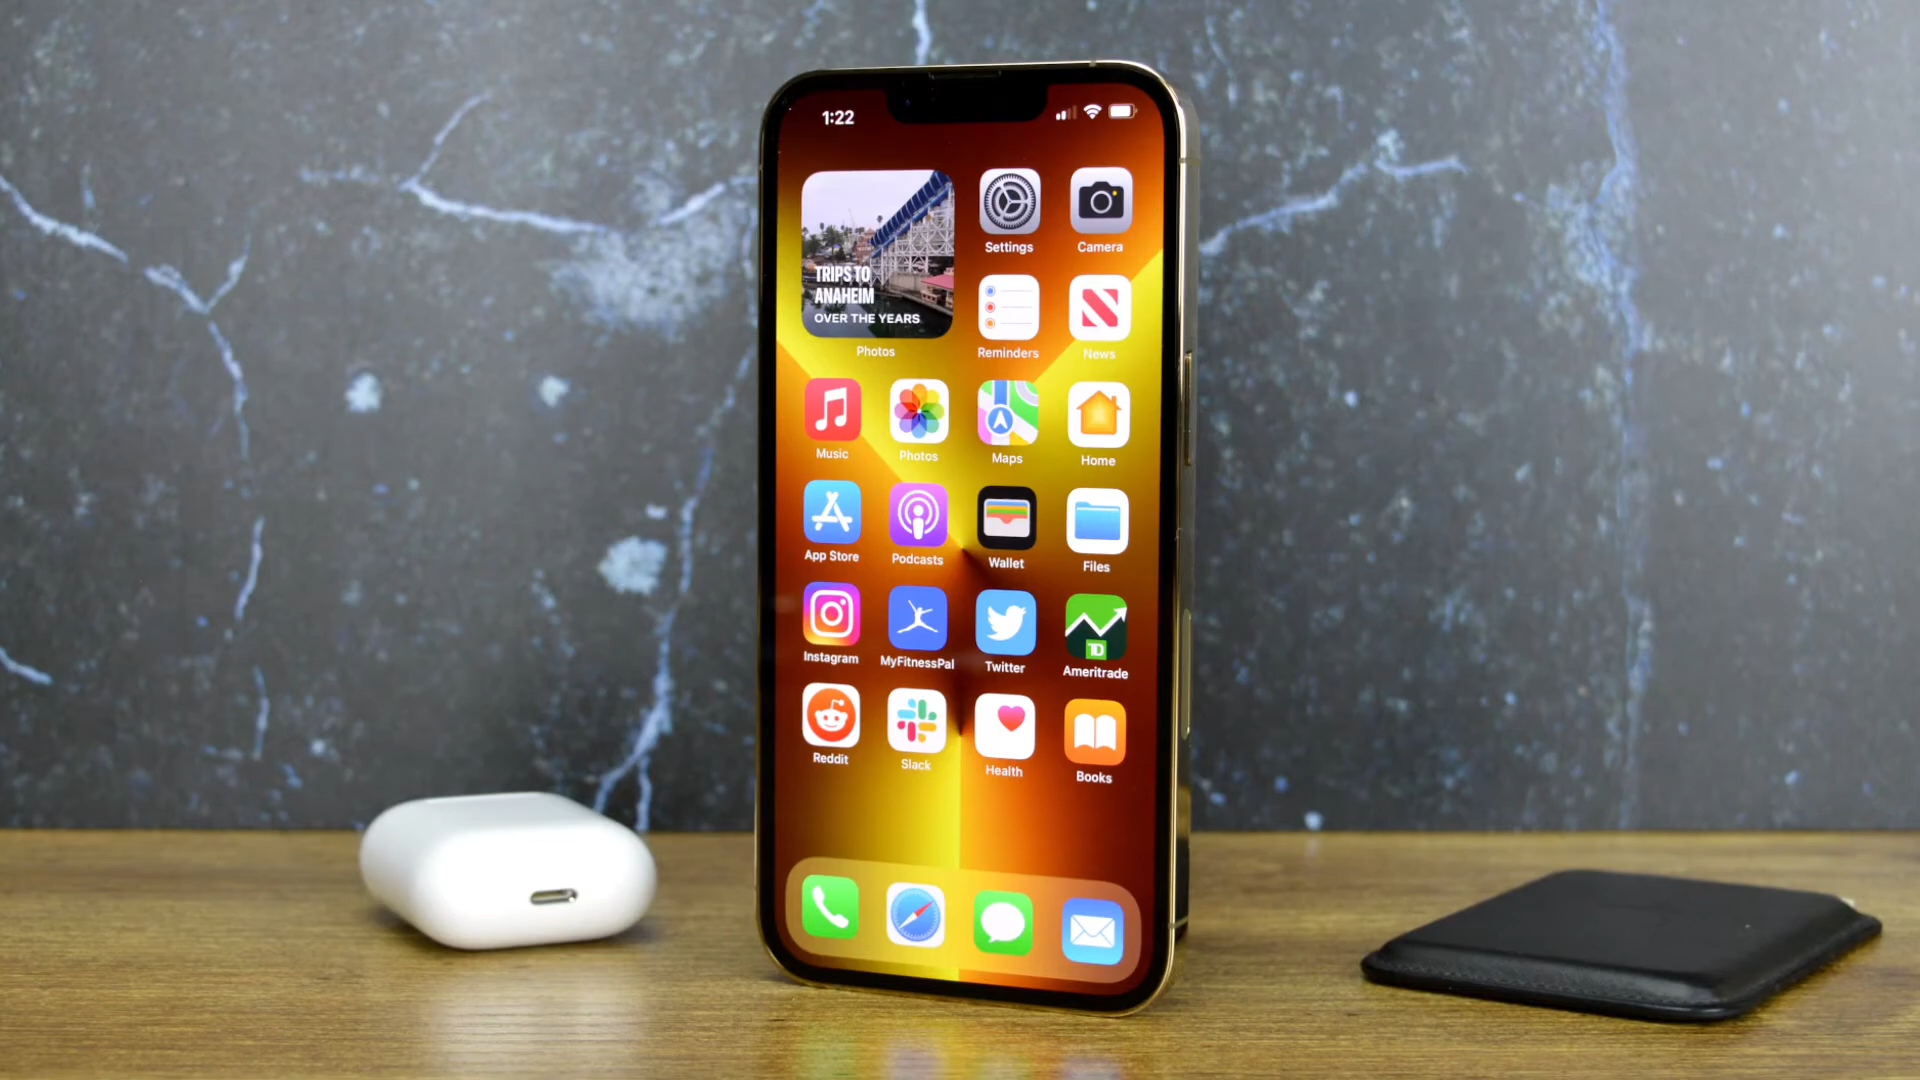 1:22
TRIPS TO
ANAHEIM
OVER THE YEARS
Photos
Settings
Camera
Reminders
News
Music
Photos
Maps
Home
App Store
Podcasts
Wallet
Files
Instagram
MyFitnessPal
Twitter
TD
Ameritrade
Reddit
Slack
Health
Books